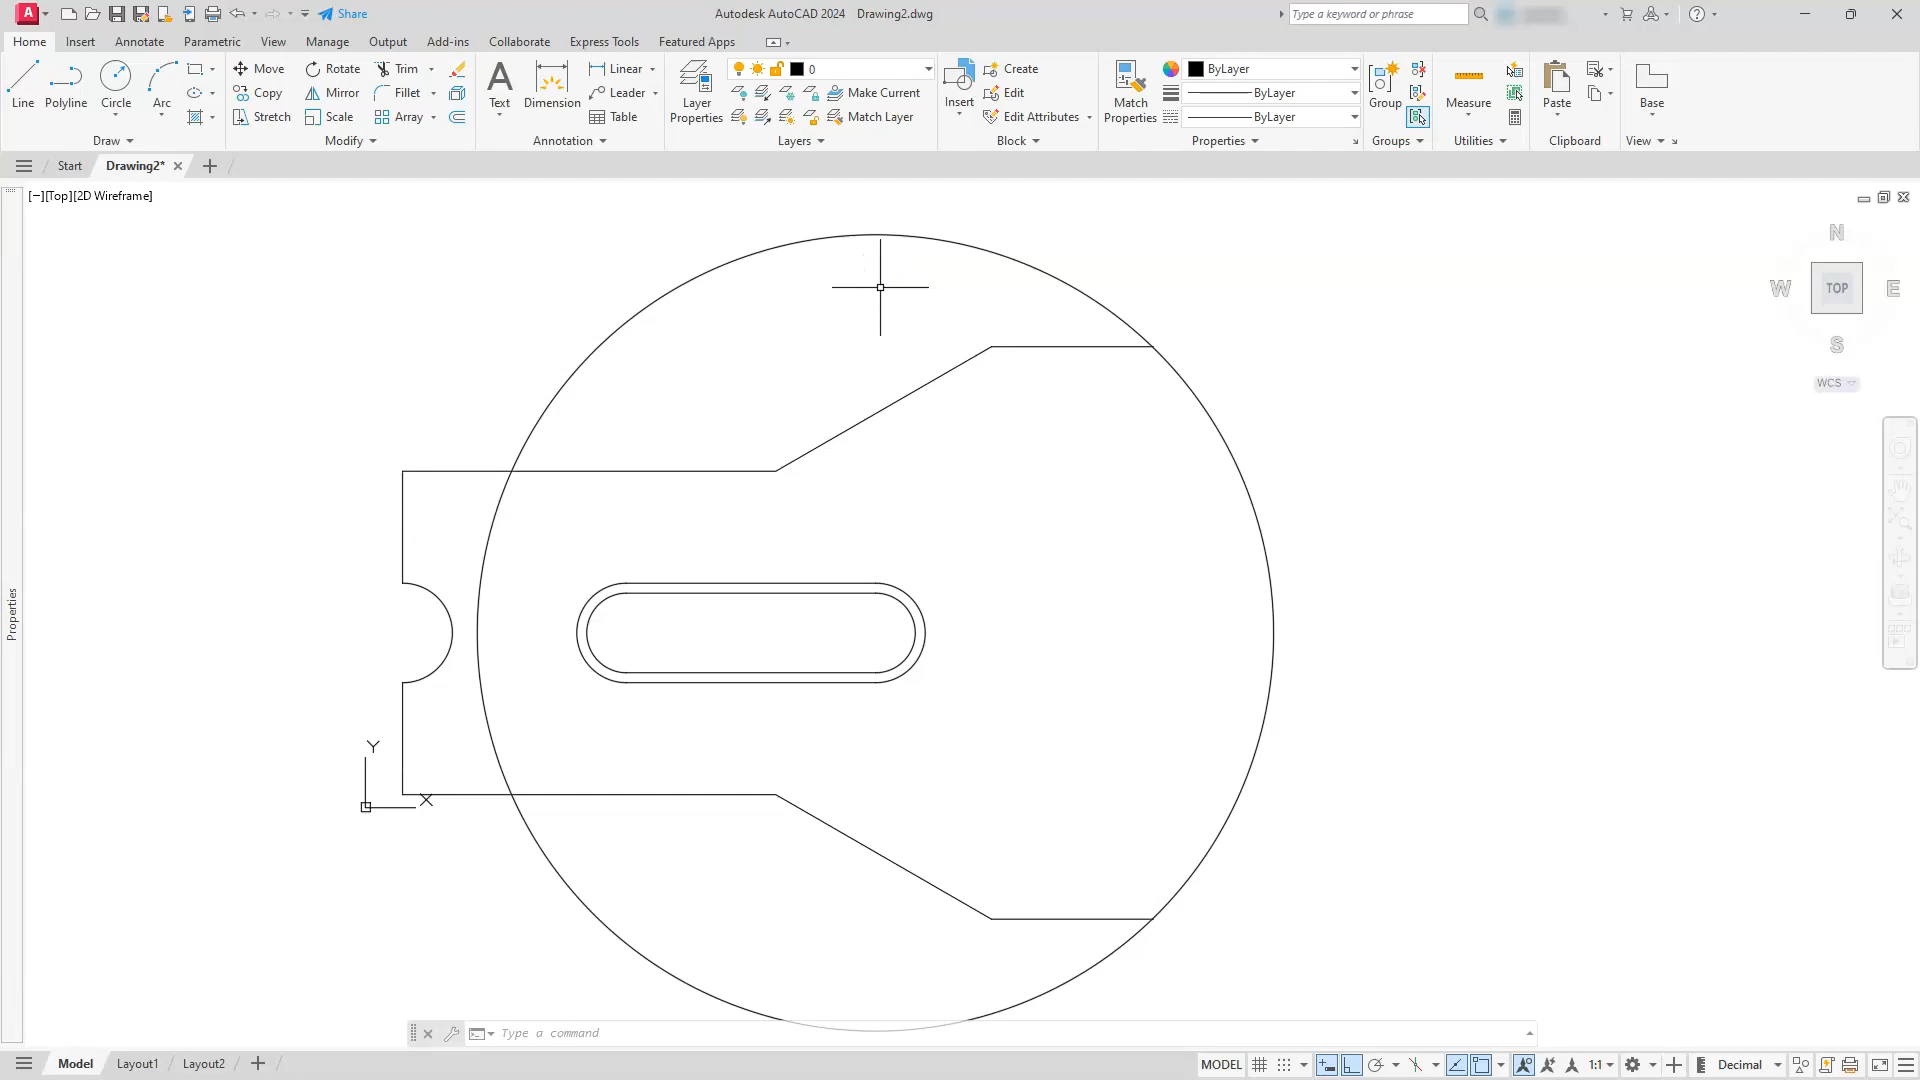 A
Share
Autodesk AutoCAD 2024 Drawing2.dwg
Type a keyword or phrase
Home Insert Annotate Parametric View Manage Output Add-ins Collaborate Express Tools Featured Apps
Line Polyline Circle Arc
Draw
Move Rotate Trim
Copy Mirror Fillet
Stretch Scale Array
Modify
Text Dimension
Linear
Leader
Table
Annotation
Layer Properties
0
Make Current
Match Layer
Layers
Insert
Create
Edit
Edit Attributes
Block
Match Properties
ByLayer
ByLayer
ByLayer
Properties
Group
Groups
Measure
Utilities
Paste
Clipboard
Base
View
Start Drawing2*
[−][Top][2D Wireframe]
N
W TOP E
S
WCS
Properties
Y
X
Type a command
Model Layout1 Layout2
MODEL 1:1 Decimal